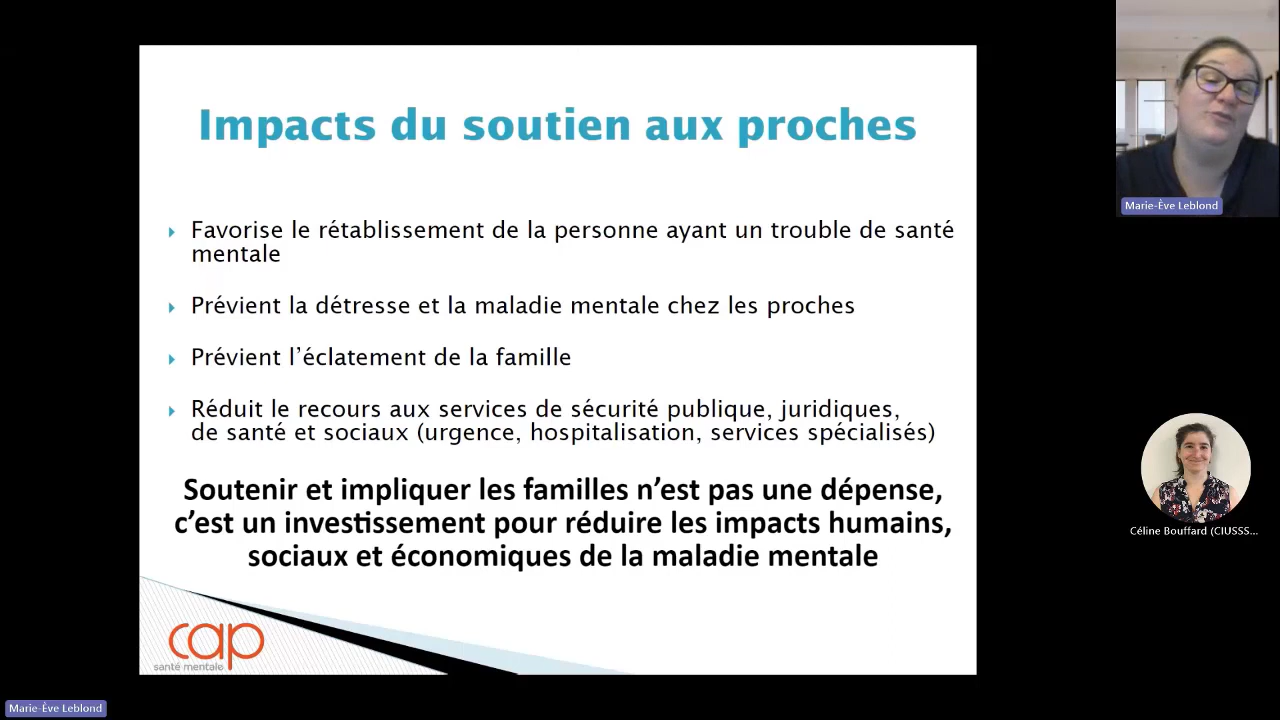 Impacts du soutien aux proches
Favorise le rétablissement de la personne ayant un trouble de santé
mentale
Prévient la détresse et la maladie mentale chez les proches
Prévient l’éclatement de la famille
Réduit le recours aux services de sécurité publique, juridiques,
de santé et sociaux (urgence, hospitalisation, services spécialisés)
Soutenir et impliquer les familles n’est pas une dépense,
c’est un investissement pour réduire les impacts humains,
sociaux et économiques de la maladie mentale
cap
santé mentale
Marie-Ève Leblond
Céline Bouffard (CIUSSS...
Marie-Ève Leblond